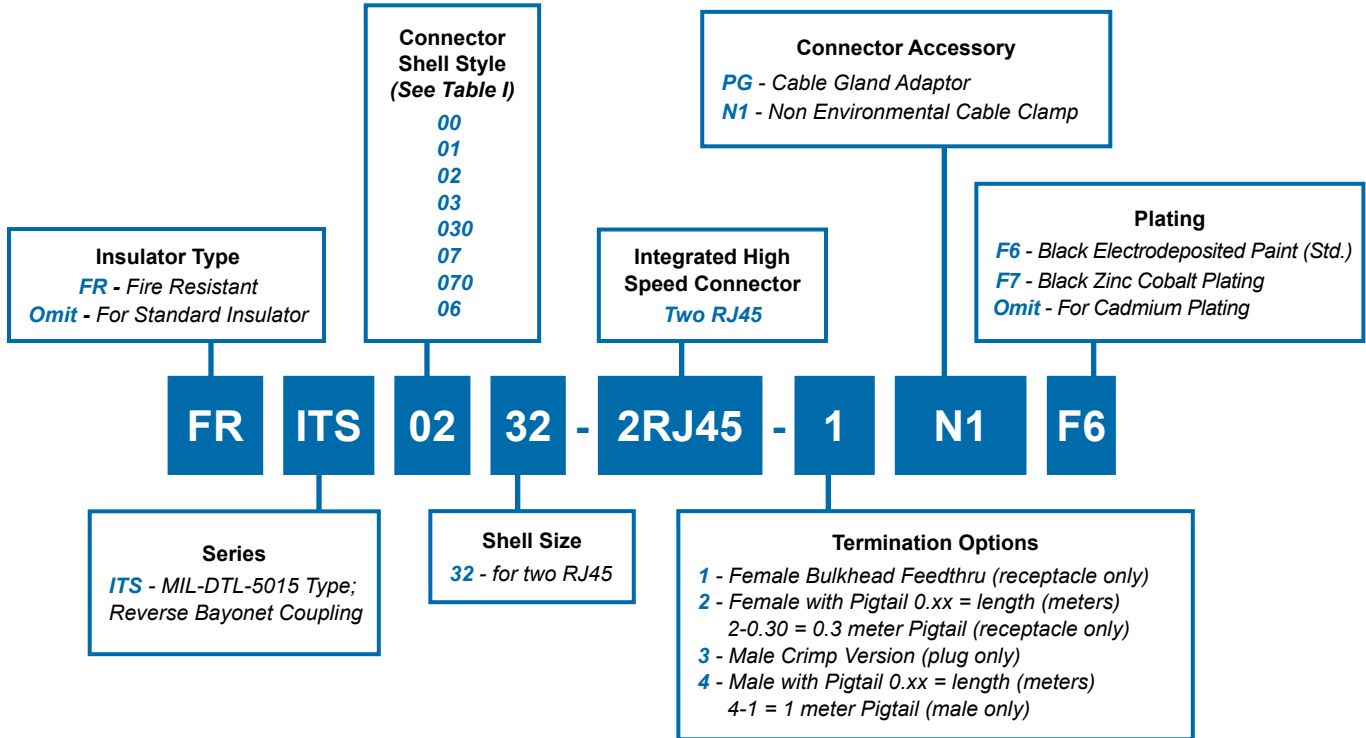 Connector
Shell Style
(See Table I)
00
01
02
03
030
07
070
06
Connector Accessory
PG - Cable Gland Adaptor
N1 - Non Environmental Cable Clamp
Insulator Type
FR - Fire Resistant
Omit - For Standard Insulator
Integrated High
Speed Connector
Two RJ45
Plating
F6 - Black Electrodeposited Paint (Std.)
F7 - Black Zinc Cobalt Plating
Omit - For Cadmium Plating
FR ITS 02 32 - 2RJ45 - 1 N1 F6
Series
ITS - MIL-DTL-5015 Type;
Reverse Bayonet Coupling
Shell Size
32 - for two RJ45
Termination Options
1 - Female Bulkhead Feedthru (receptacle only)
2 - Female with Pigtail 0.xx = length (meters)
2-0.30 = 0.3 meter Pigtail (receptacle only)
3 - Male Crimp Version (plug only)
4 - Male with Pigtail 0.xx = length (meters)
4-1 = 1 meter Pigtail (male only)